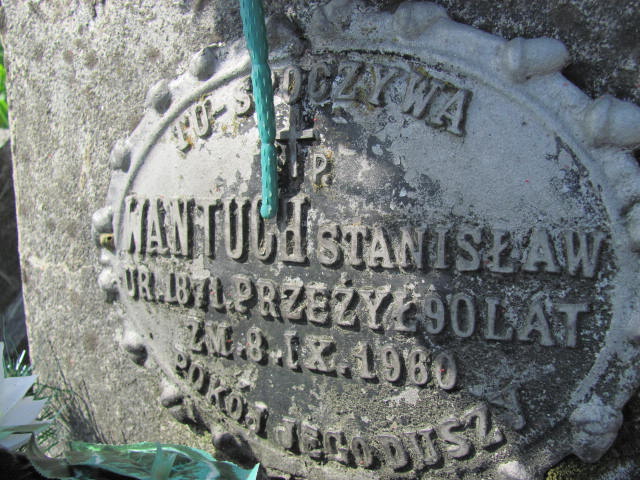 TU-SPOCZYWA
Ś†P.
WANTUCH STANISŁAW
UR.1871.PRZEŻYŁ 90 LAT
ZM.8.IX.1960
POKÓJ JEGO DUSZY